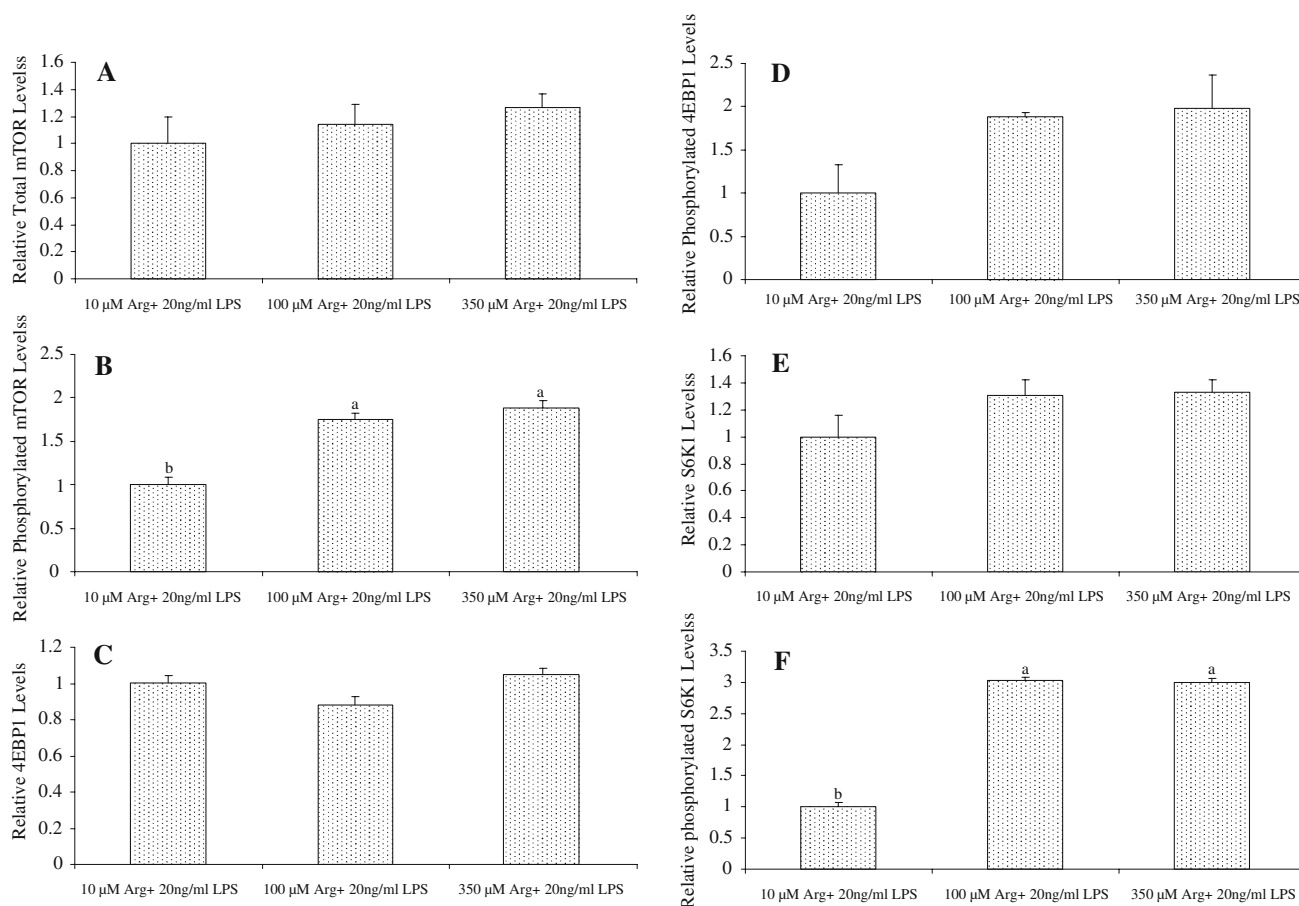 A
Relative Total mTOR Levelss
1.6
1.4
1.2
1
0.8
0.6
0.4
0.2
0
10 µM Arg+ 20ng/ml LPS
100 µM Arg+ 20ng/ml LPS
350 µM Arg+ 20ng/ml LPS
B
Relative Phosphorylated mTOR Levelss
2.5
2
1.5
1
0.5
0
b
a
a
10 µM Arg+ 20ng/ml LPS
100 µM Arg+ 20ng/ml LPS
350 µM Arg+ 20ng/ml LPS
C
Relative 4EBP1 Levels
1.2
1
0.8
0.6
0.4
0.2
0
10 µM Arg+ 20ng/ml LPS
100 µM Arg+ 20ng/ml LPS
350 µM Arg+ 20ng/ml LPS
D
Relative Phosphorylated 4EBP1 Levels
2.5
2
1.5
1
0.5
0
10 µM Arg+ 20ng/ml LPS
100 µM Arg+ 20ng/ml LPS
350 µM Arg+ 20ng/ml LPS
E
Relative S6K1 Levelss
1.6
1.4
1.2
1
0.8
0.6
0.4
0.2
0
10 µM Arg+ 20ng/ml LPS
100 µM Arg+ 20ng/ml LPS
350 µM Arg+ 20ng/ml LPS
F
Relative phosphorylated S6K1 Levelss
3.5
3
2.5
2
1.5
1
0.5
0
b
a
a
10 µM Arg+ 20ng/ml LPS
100 µM Arg+ 20ng/ml LPS
350 µM Arg+ 20ng/ml LPS